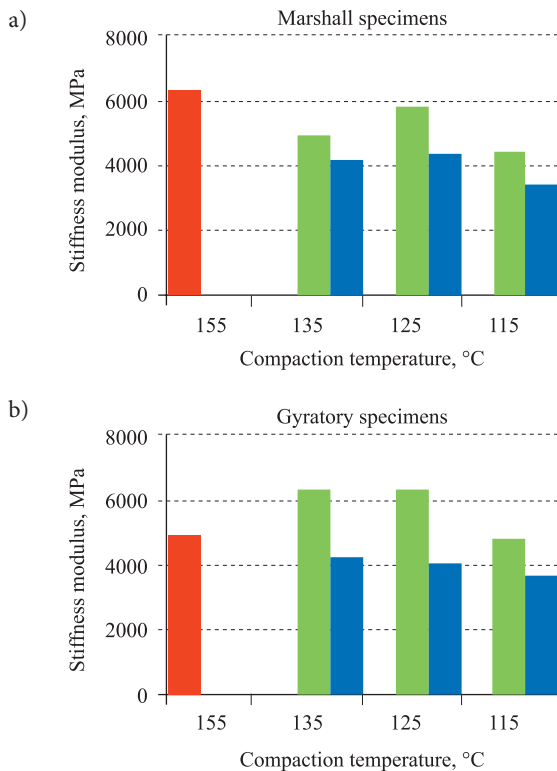 a)
Marshall specimens
8000
6000
4000
2000
0
Stiffness modulus, MPa
155 135 125 115
Compaction temperature, °C
b)
Gyratory specimens
8000
6000
4000
2000
0
Stiffness modulus, MPa
155 135 125 115
Compaction temperature, °C